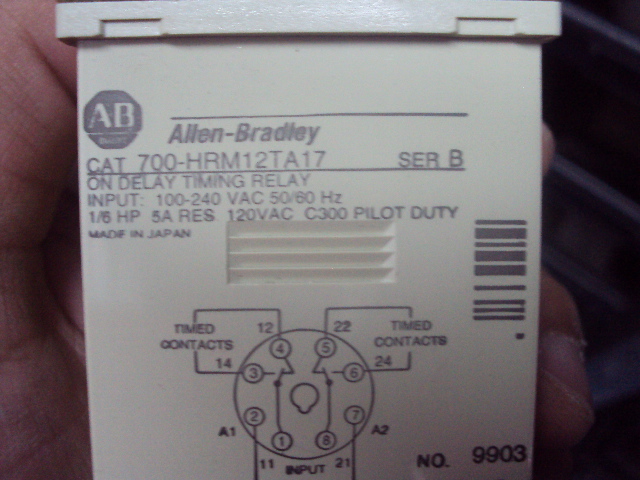 AB
Allen-Bradley
CAT 700-HRM12TA17 SER B
ON DELAY TIMING RELAY
INPUT: 100-240 VAC 50/60 Hz
1/6 HP 5A RES 120VAC C300 PILOT DUTY
MADE IN JAPAN
TIMED CONTACTS 12 22 TIMED CONTACTS
14 4 5 24
3 6
2 7
A1 1 8 A2
11 INPUT 21
NO. 9903